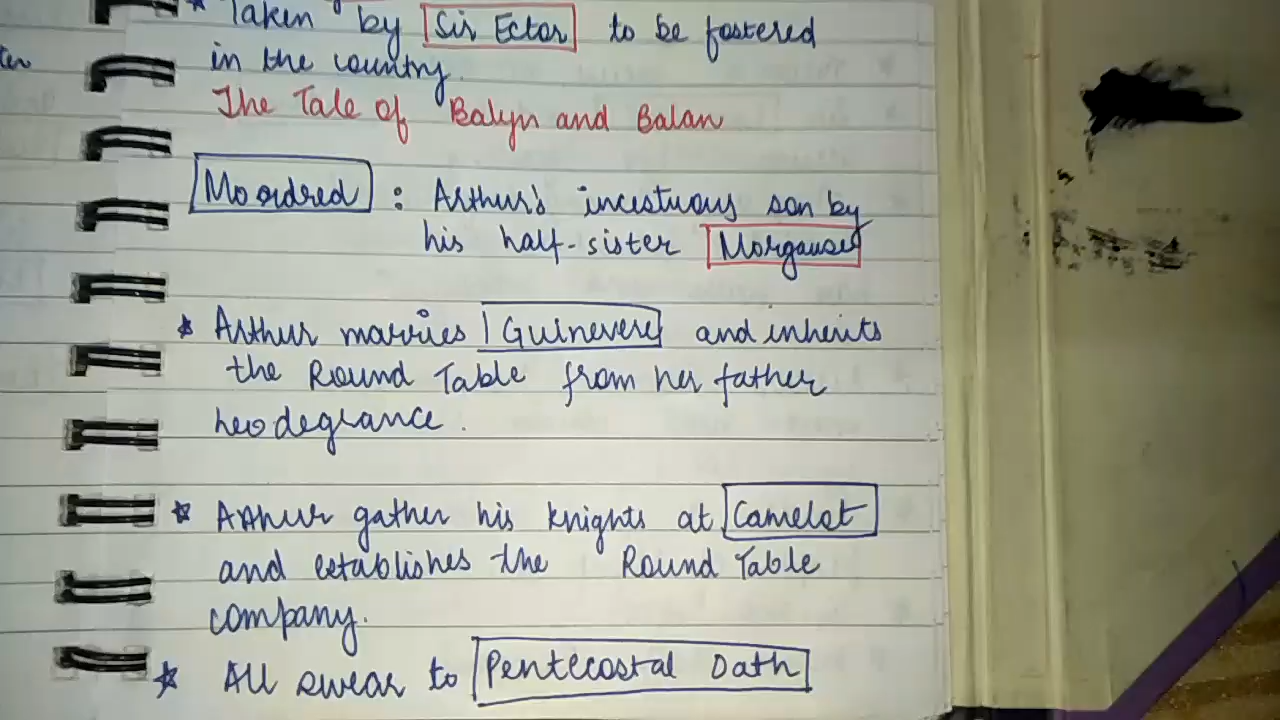 * Taken by Sir Ector to be fostered
in the country.
The Tale of Balyn and Balan
Moordred : Arthur's incestuous son by
his half-sister Morgause
* Arthur marries Guinevere and inherits
the Round Table from her father
Leodegrance.
* Arthur gather his knights at Camelot
and establishes the Round Table
company.
* All swear to Pentecostal Oath